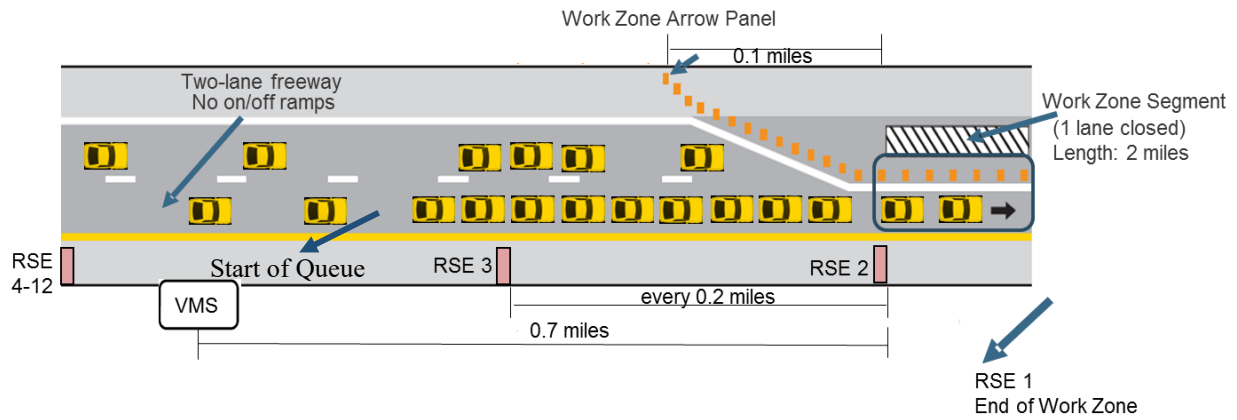 Work Zone Arrow Panel
0.1 miles
Two-lane freeway
No on/off ramps
Work Zone Segment
(1 lane closed)
Length: 2 miles
RSE
4-12
Start of Queue
RSE 3
RSE 2
VMS
every 0.2 miles
0.7 miles
RSE 1
End of Work Zone